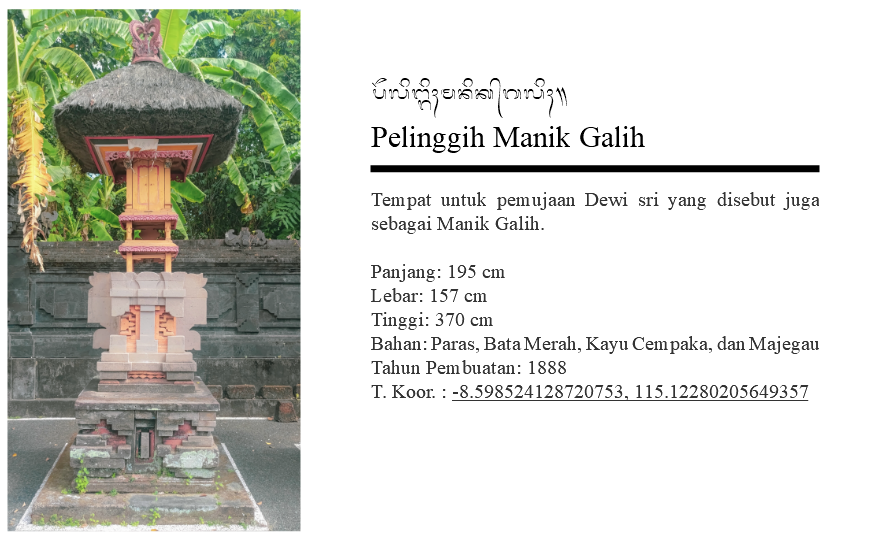 Pelinggih Manik Galih
Tempat untuk pemujaan Dewi sri yang disebut juga
sebagai Manik Galih.
Panjang: 195 cm
Lebar: 157 cm
Tinggi: 370 cm
Bahan: Paras, Bata Merah, Kayu Cempaka, dan Majegau
Tahun Pembuatan: 1888
T. Koor. : -8.598524128720753, 115.12280205649357